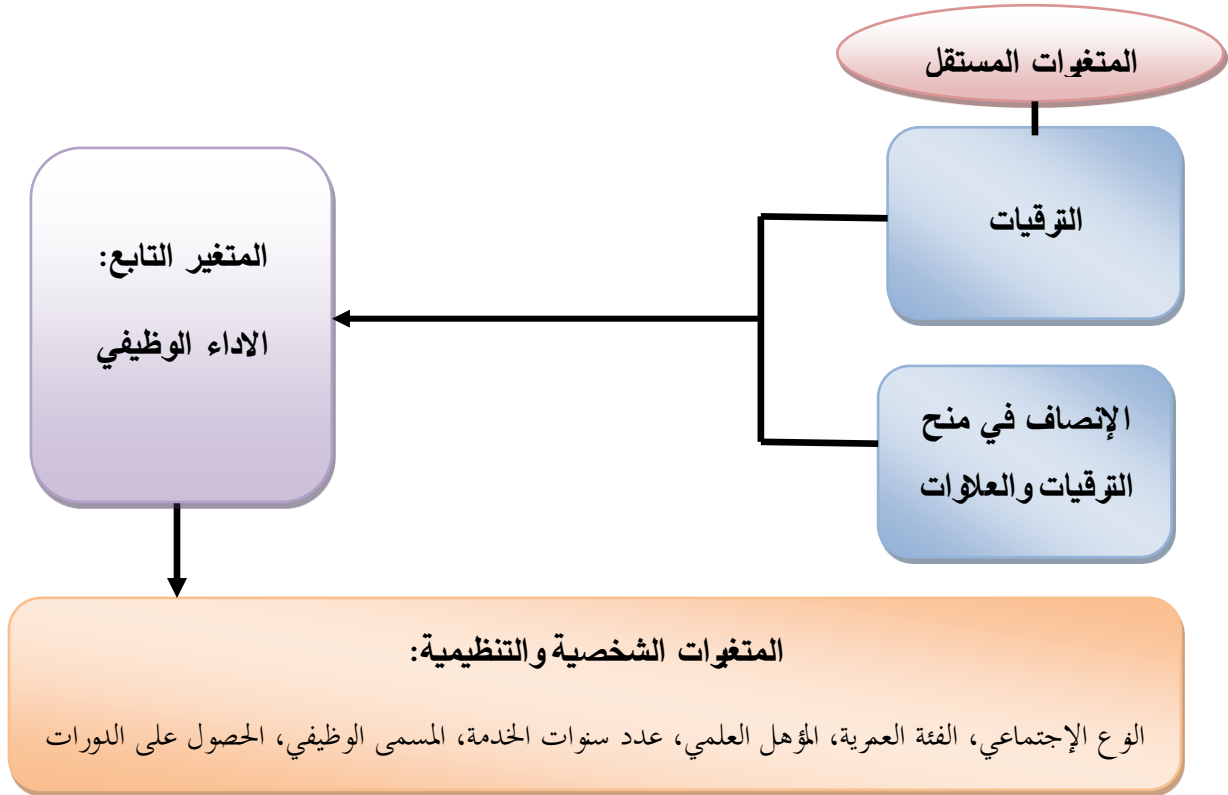 المتغيرات المستقل
الترقيات
المتغير التابع:
الاداء الوظيفي
الإنصاف في منح
الترقيات والعلاوات
المتغيرات الشخصية والتنظيمية:
النوع الإجتماعي، الفئة العمرية، المؤهل العلمي، عدد سنوات الخدمة، المسمى الوظيفي، الحصول على الدورات